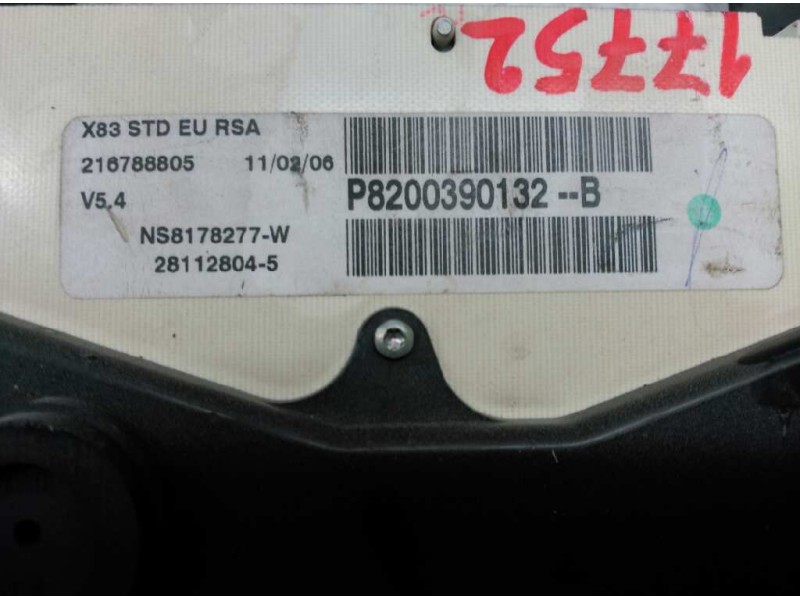 17752
X83 STD EU RSA
216788805 11/02/06
V5.4
P8200390132--B
NS8178277-W
28112804-5